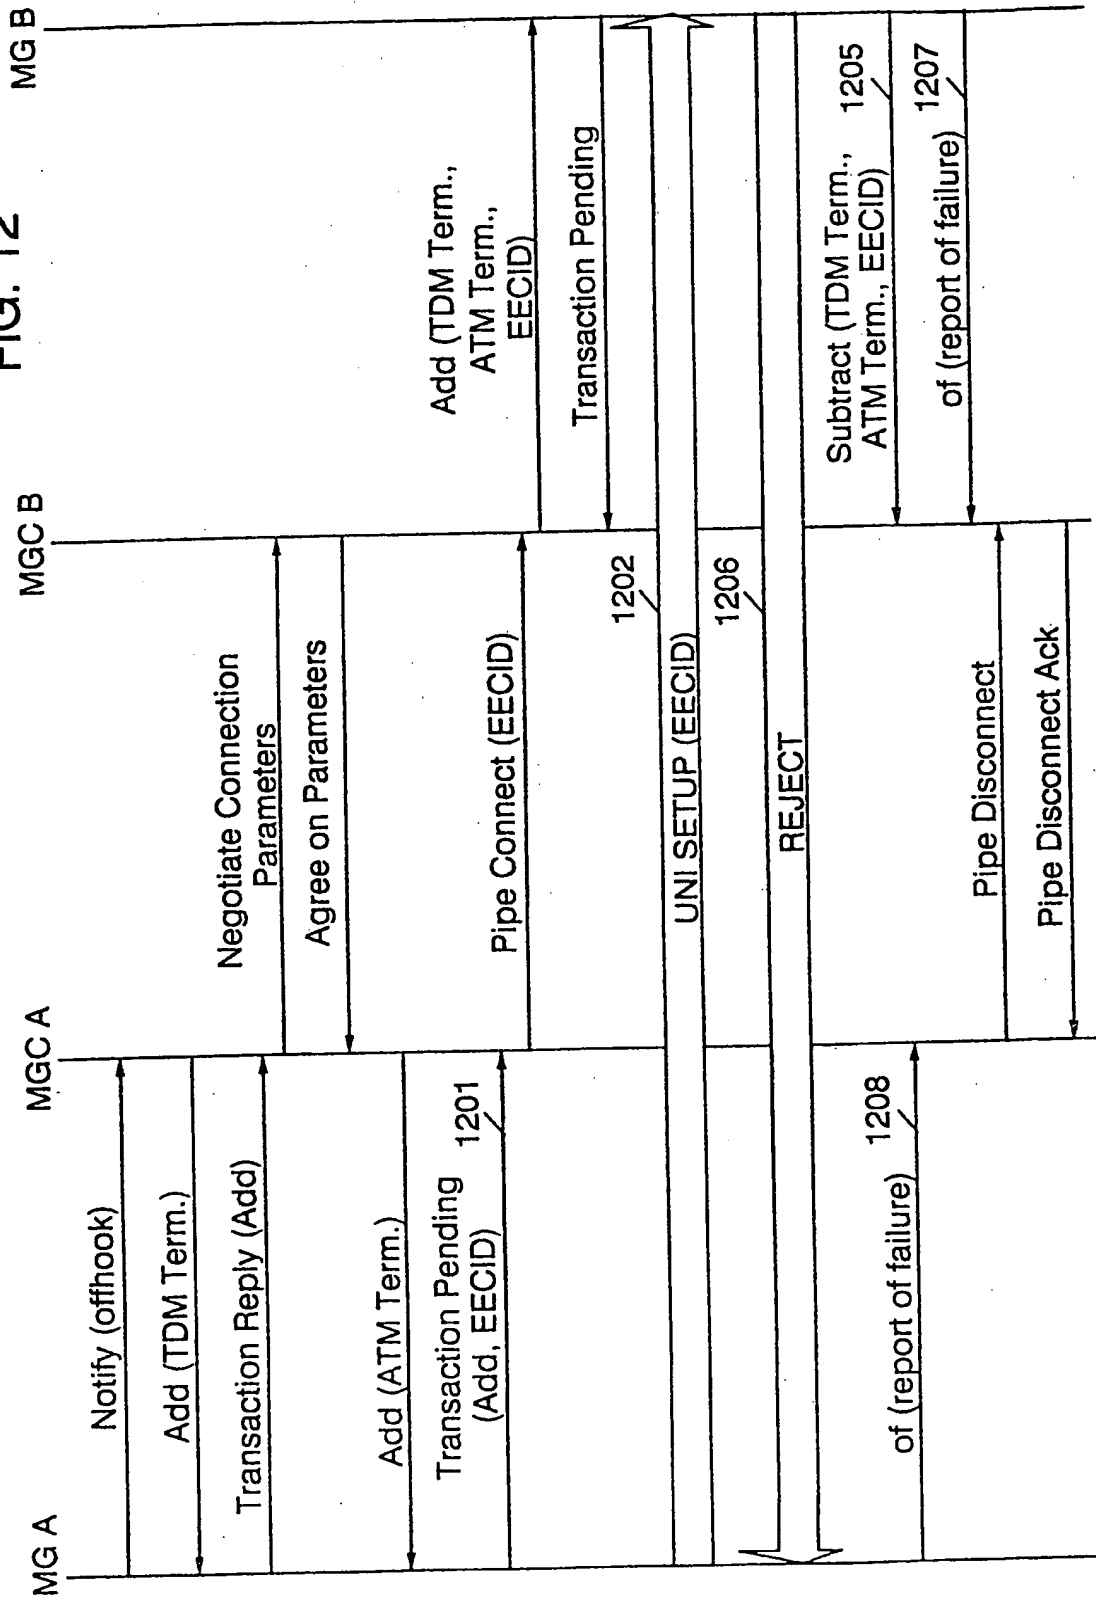 FIG. 12
MG A
MGC A
MGC B
MG B
Notify (offhook)
Add (TDM Term.)
Transaction Reply (Add)
Negotiate Connection
Parameters
Agree on Parameters
Add (ATM Term.)
Transaction Pending
(Add, EECID)
1201
Pipe Connect (EECID)
Add (TDM Term.,
ATM Term.,
EECID)
Transaction Pending
1202
UNI SETUP (EECID)
1206
REJECT
Subtract (TDM Term.,
ATM Term., EECID)
1205
of (report of failure)
1207
of (report of failure)
1208
Pipe Disconnect
Pipe Disconnect Ack